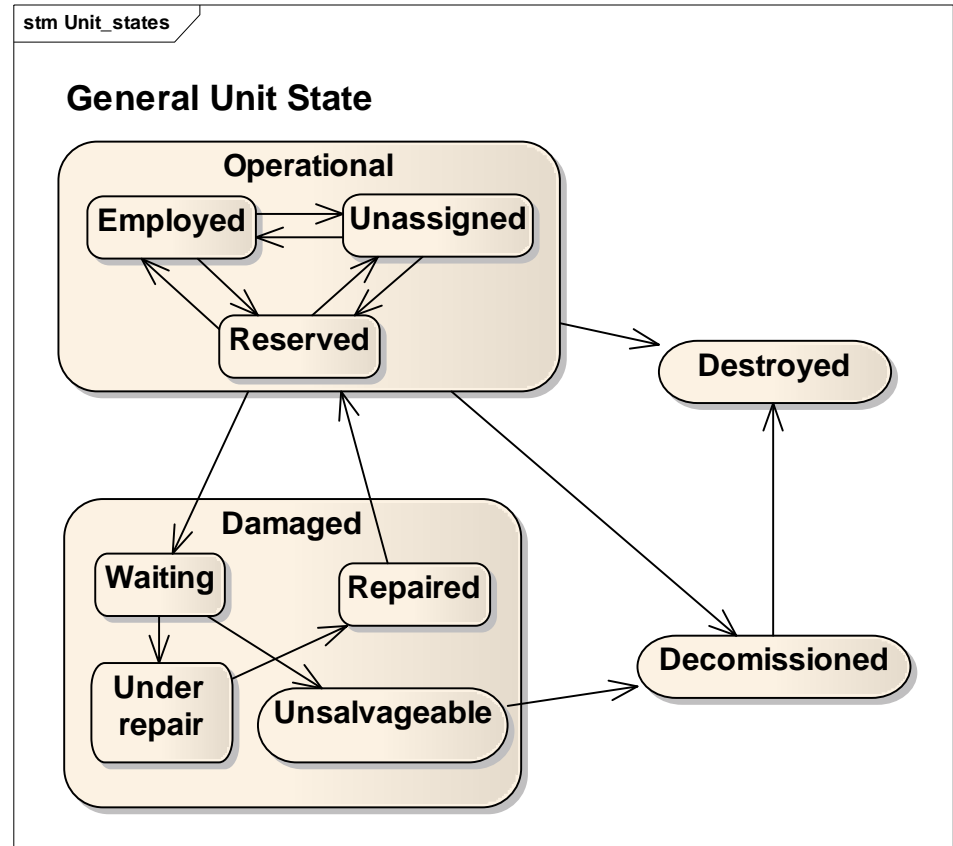 stm Unit_states
General Unit State
Operational
Employed
Unassigned
Reserved
Destroyed
Damaged
Waiting
Repaired
Under
repair
Unsalvageable
Decomissioned